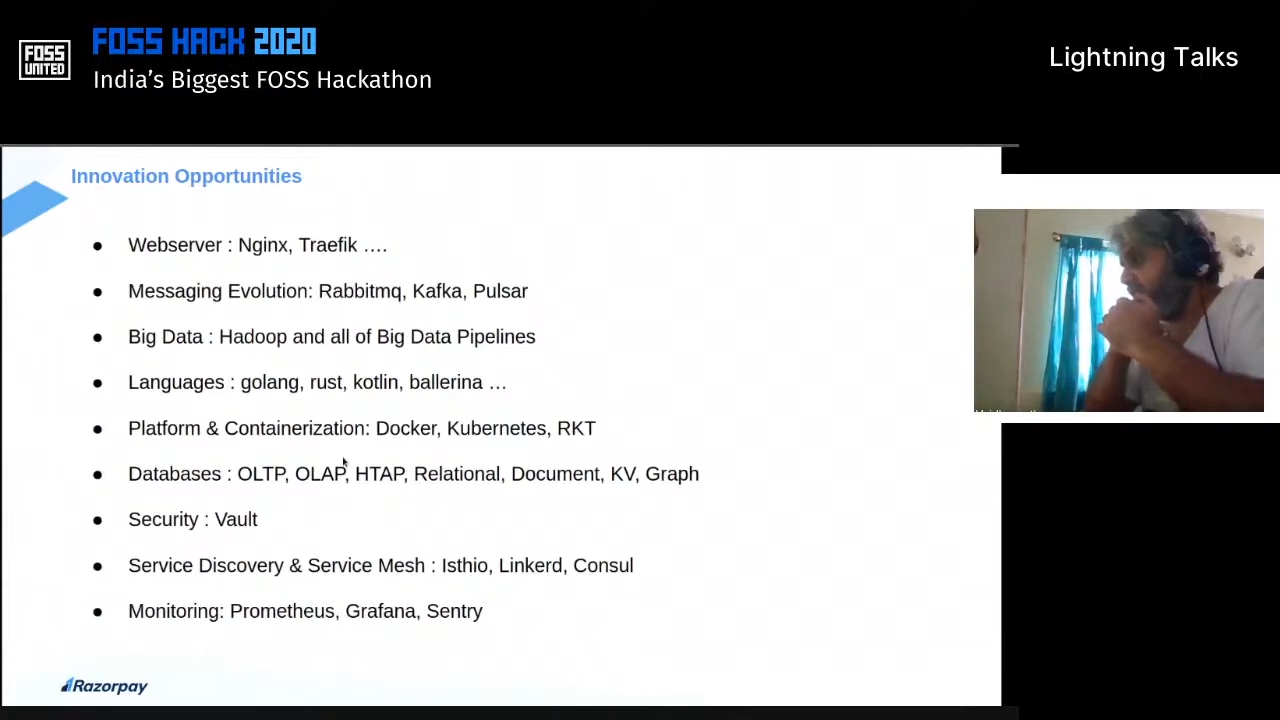 FOSS UNITED
FOSS HACK 2020
India's Biggest FOSS Hackathon
Lightning Talks
Innovation Opportunities
● Webserver : Nginx, Traefik ….
● Messaging Evolution: Rabbitmq, Kafka, Pulsar
● Big Data : Hadoop and all of Big Data Pipelines
● Languages : golang, rust, kotlin, ballerina …
● Platform & Containerization: Docker, Kubernetes, RKT
● Databases : OLTP, OLAP, HTAP, Relational, Document, KV, Graph
● Security : Vault
● Service Discovery & Service Mesh : Isthio, Linkerd, Consul
● Monitoring: Prometheus, Grafana, Sentry
Razorpay